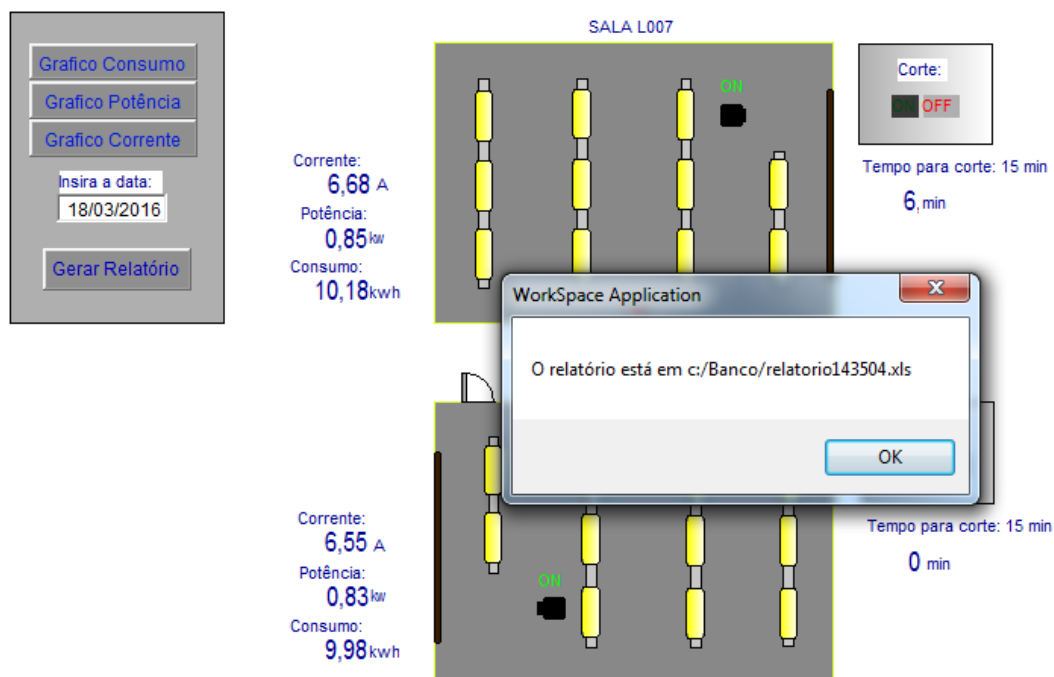 Grafico Consumo
Grafico Potência
Grafico Corrente
Insira a data:
18/03/2016
Gerar Relatório
SALA L007
ON
Corte:
ON OFF
Corrente:
6,68 A
Potência:
0,85 kw
Consumo:
10,18 kwh
Tempo para corte: 15 min
6, min
WorkSpace Application
O relatório está em c:/Banco/relatorio143504.xls
OK
Corrente:
6,55 A
Potência:
0,83 kw
Consumo:
9,98 kwh
ON
Tempo para corte: 15 min
0 min